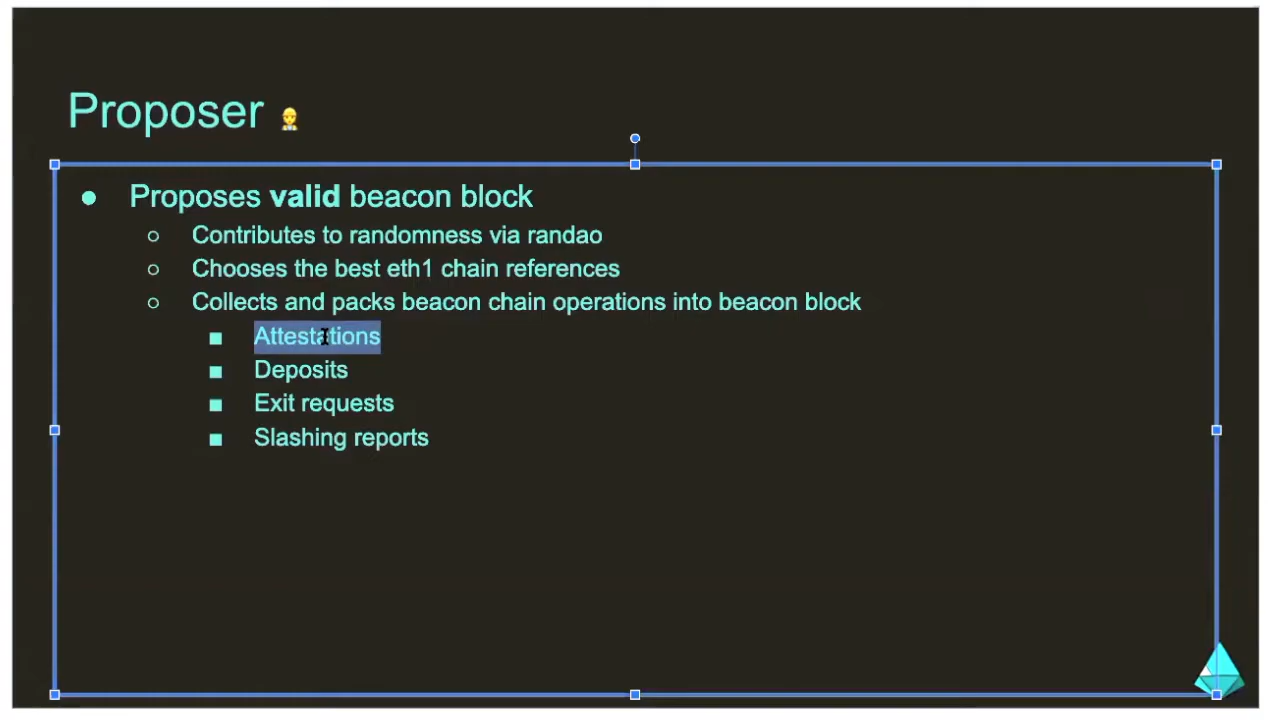 Proposer
Proposes valid beacon block
Contributes to randomness via randao
Chooses the best eth1 chain references
Collects and packs beacon chain operations into beacon block
Attestations
Deposits
Exit requests
Slashing reports